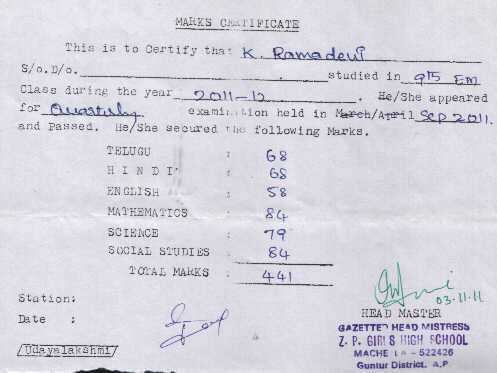 MARKS CERTIFICATE
This is to Certify that K. Ramadevi
S/o.D/o. studied in 9th EM
Class during the year 2011-12. He/She appeared
for Quarterly examination held in March/April Sep 2011.
and Passed. He/She secured the following Marks.
TELUGU : 68
HINDI : 68
ENGLISH : 58
MATHEMATICS : 84
SCIENCE : 79
SOCIAL STUDIES : 84
TOTAL MARKS : 441
Station:
03-11-11
Date :
HEAD MASTER
GAZETTED HEAD MISTRESS
Z. P. GIRLS HIGH SCHOOL
- 522426
Guntur District, A.P.
/Udayalakshmi/